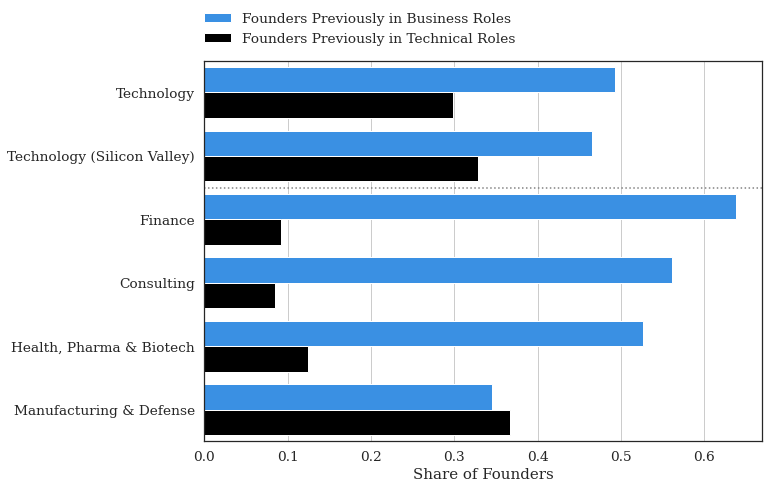 Founders Previously in Business Roles
Founders Previously in Technical Roles
Technology
Technology (Silicon Valley)
Finance
Consulting
Health, Pharma & Biotech
Manufacturing & Defense
0.0 0.1 0.2 0.3 0.4 0.5 0.6
Share of Founders